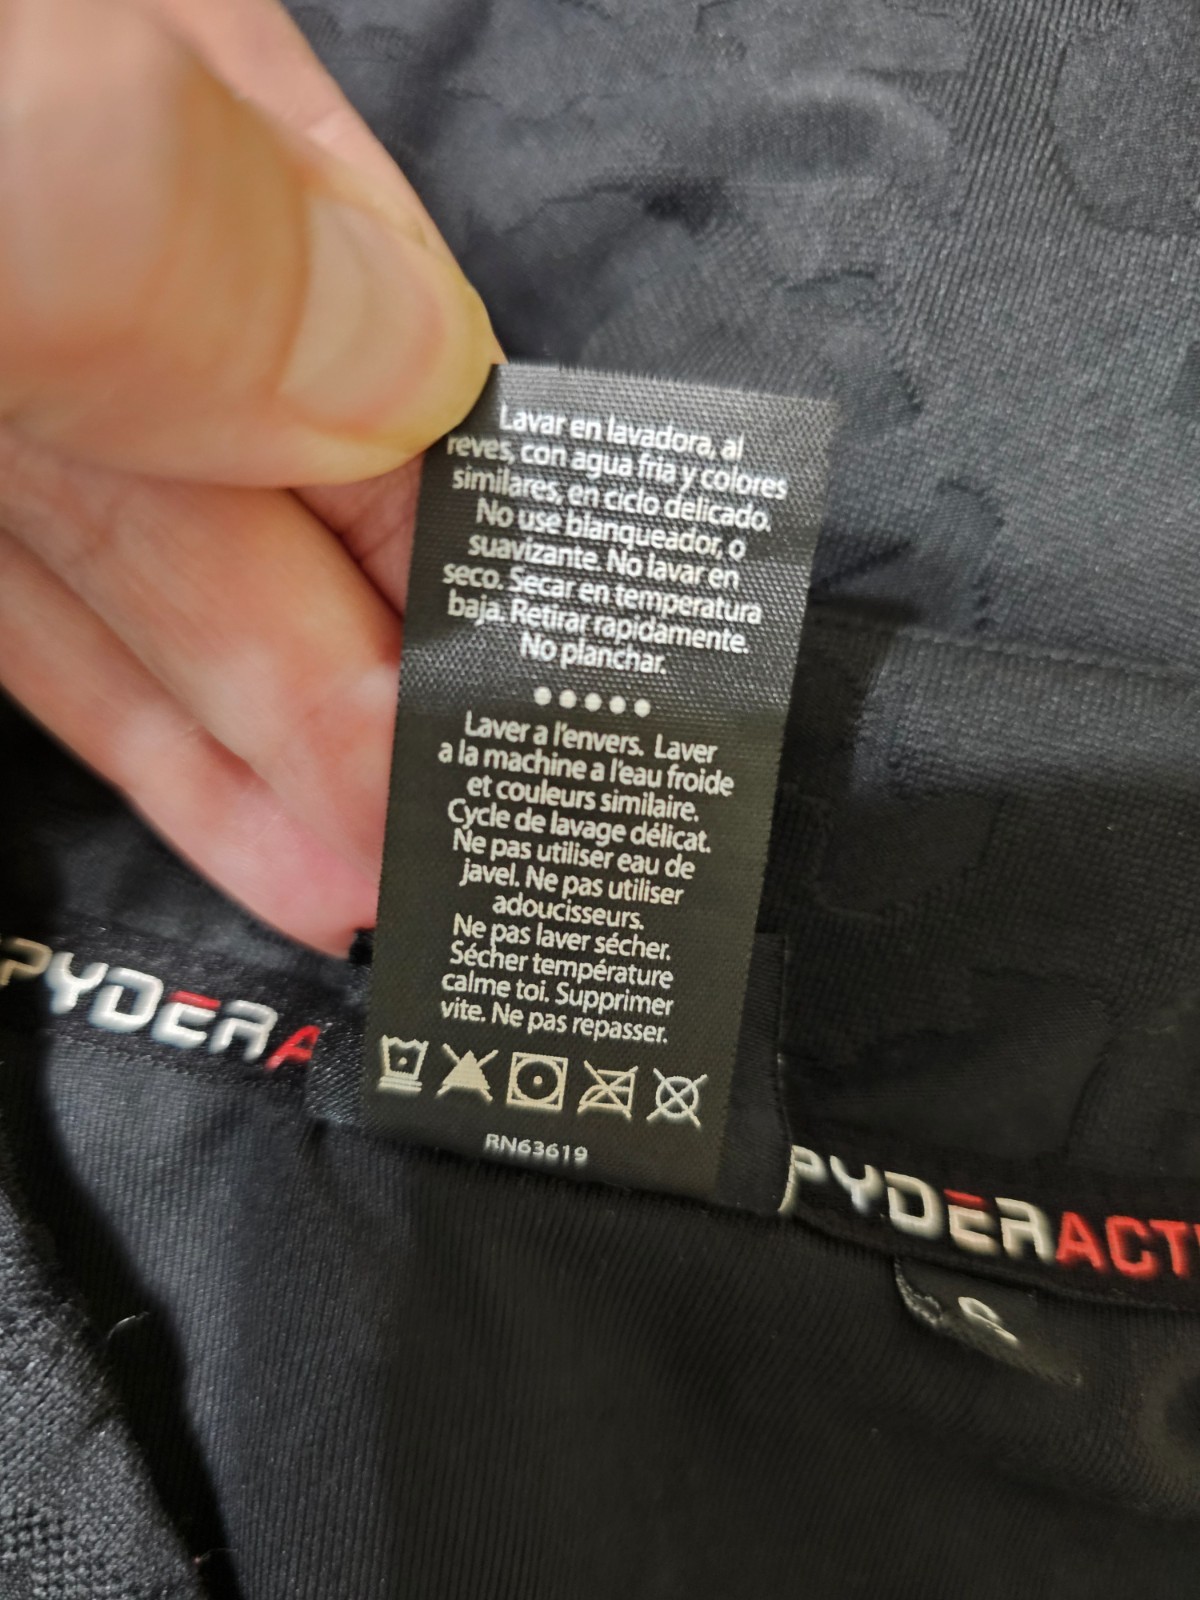 Lavar en lavadora, al
reves, con agua fria y colores
similares, en ciclo delicado.
No use blanqueador, o
suavizante. No lavar en
seco. Secar en temperatura
baja. Retirar rapidamente.
No planchar.
Laver a l'envers. Laver
a la machine a l'eau froide
et couleurs similaire.
Cycle de lavage délicat.
Ne pas utiliser eau de
javel. Ne pas utiliser
adoucisseurs.
Ne pas laver sécher.
Sécher température
calme toi. Supprimer
vite. Ne pas repasser.
RN63619
PYDERA
PYDERACTI